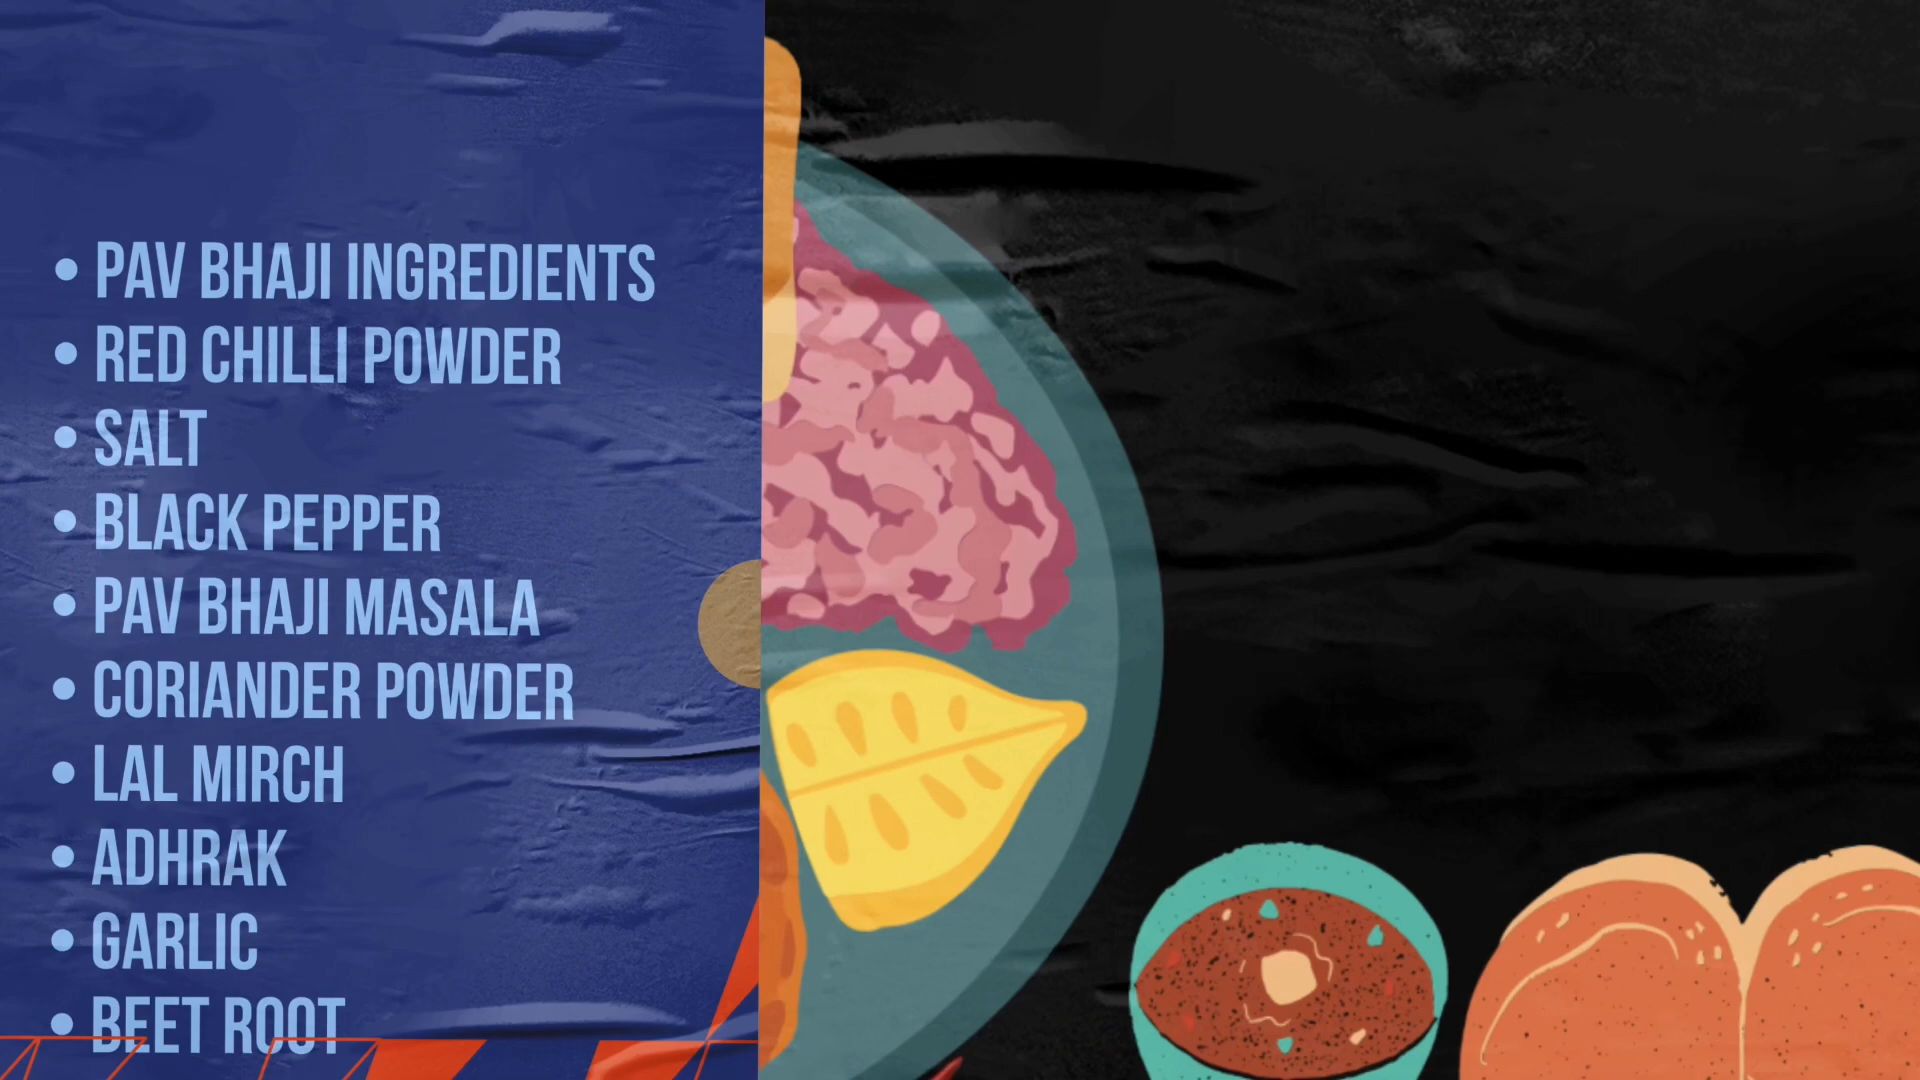 • PAV BHAJI INGREDIENTS
• RED CHILLI POWDER
• SALT
• BLACK PEPPER
• PAV BHAJI MASALA
• CORIANDER POWDER
• LAL MIRCH
• ADHRAK
• GARLIC
• BEET ROOT